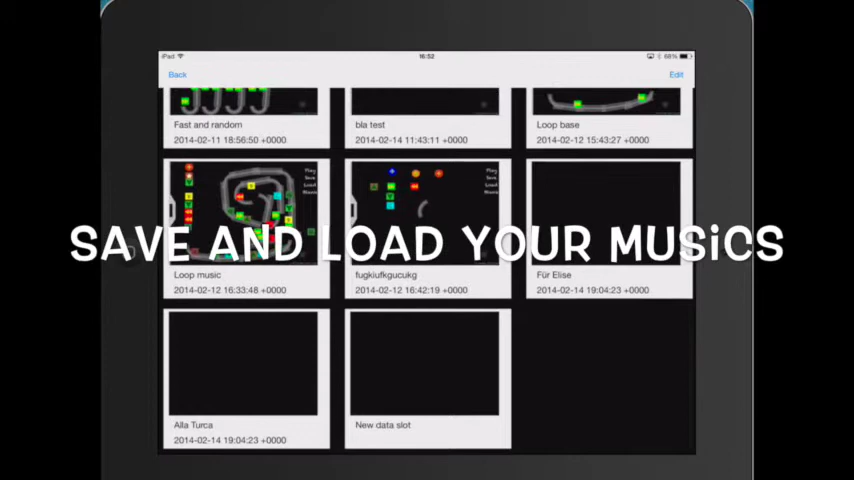 iPad
16:52
66%
Back
Edit
Fast and random
2014-02-11 18:56:50 +0000
bla test
2014-02-14 11:43:11 +0000
Loop base
2014-02-12 15:43:27 +0000
Play
Save
Load
Play
Save
Load
SAVE AND LOAD YOUR MUSiCS
Loop music
2014-02-12 16:33:48 +0000
fugkiufkgucukg
2014-02-12 16:42:19 +0000
Für Elise
2014-02-14 19:04:23 +0000
Alla Turca
2014-02-14 19:04:23 +0000
New data slot